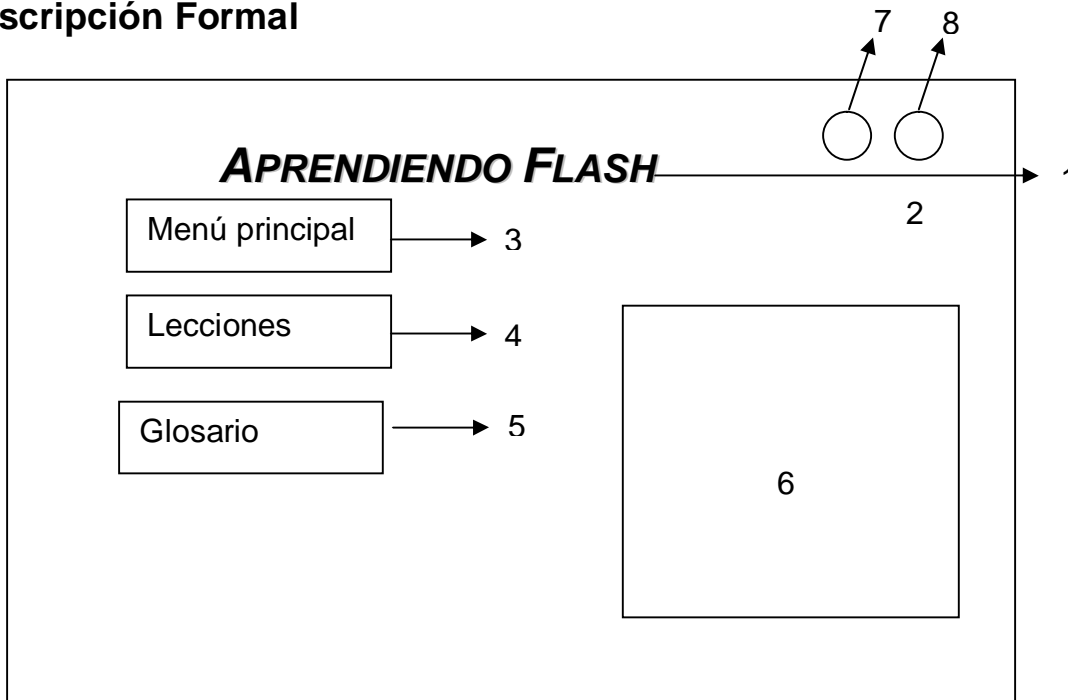 scripción Formal
7 8
APRENDIENDO FLASH
2
Menú principal
3
Lecciones
4
Glosario
5
6